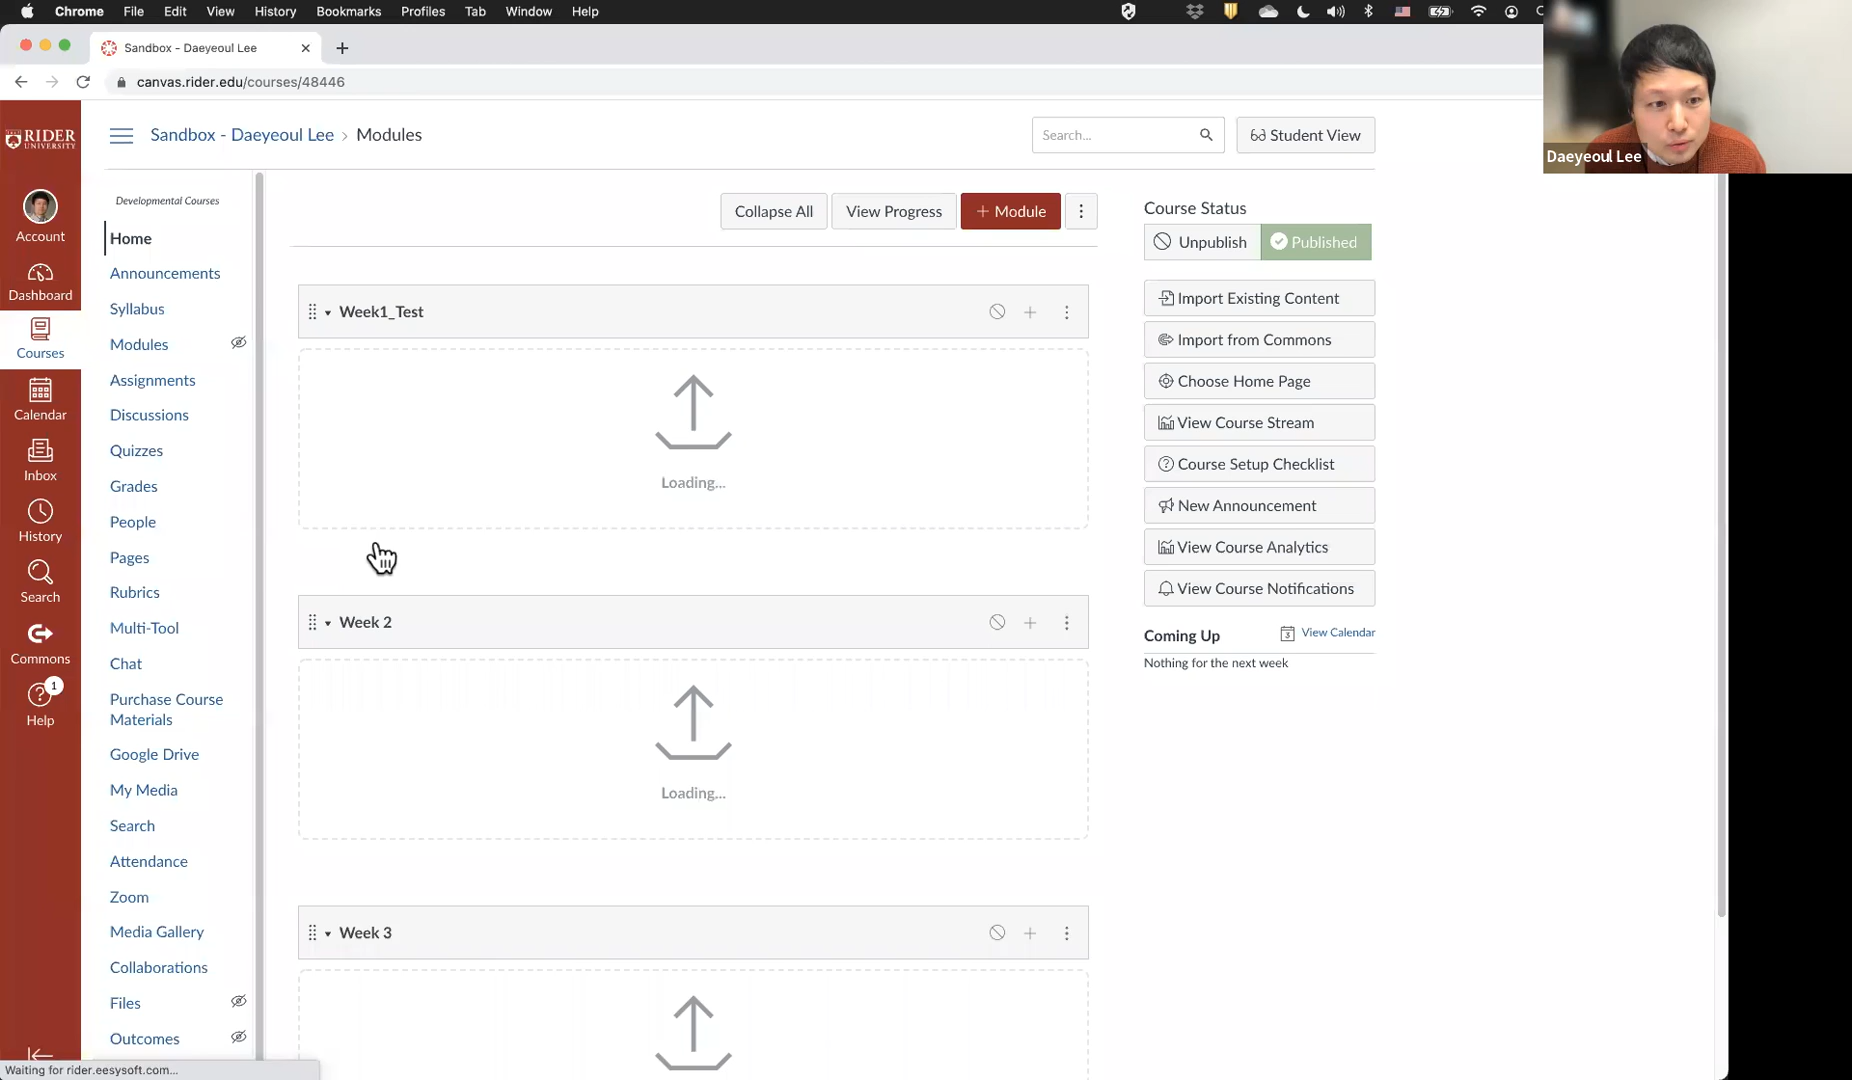 Chrome File Edit View History Bookmarks Profiles Tab Window Help
Sandbox - Daeyeoul Lee
canvas.rider.edu/courses/48446
RIDER
UNIVERSITY
Account
Dashboard
Courses
Calendar
Inbox
History
Search
Commons
1
Help
Sandbox - Daeyeoul Lee › Modules
Search...
Student View
Daeyeoul Lee
Developmental Courses
Home
Announcements
Syllabus
Modules
Assignments
Discussions
Quizzes
Grades
People
Pages
Rubrics
Multi-Tool
Chat
Purchase Course
Materials
Google Drive
My Media
Search
Attendance
Zoom
Media Gallery
Collaborations
Files
Outcomes
Collapse All
View Progress
+ Module
Week1_Test
Loading...
Week 2
Loading...
Week 3
Course Status
Unpublish
Published
Import Existing Content
Import from Commons
Choose Home Page
View Course Stream
Course Setup Checklist
New Announcement
View Course Analytics
View Course Notifications
Coming Up
View Calendar
Nothing for the next week
Waiting for rider.eesysoft.com...